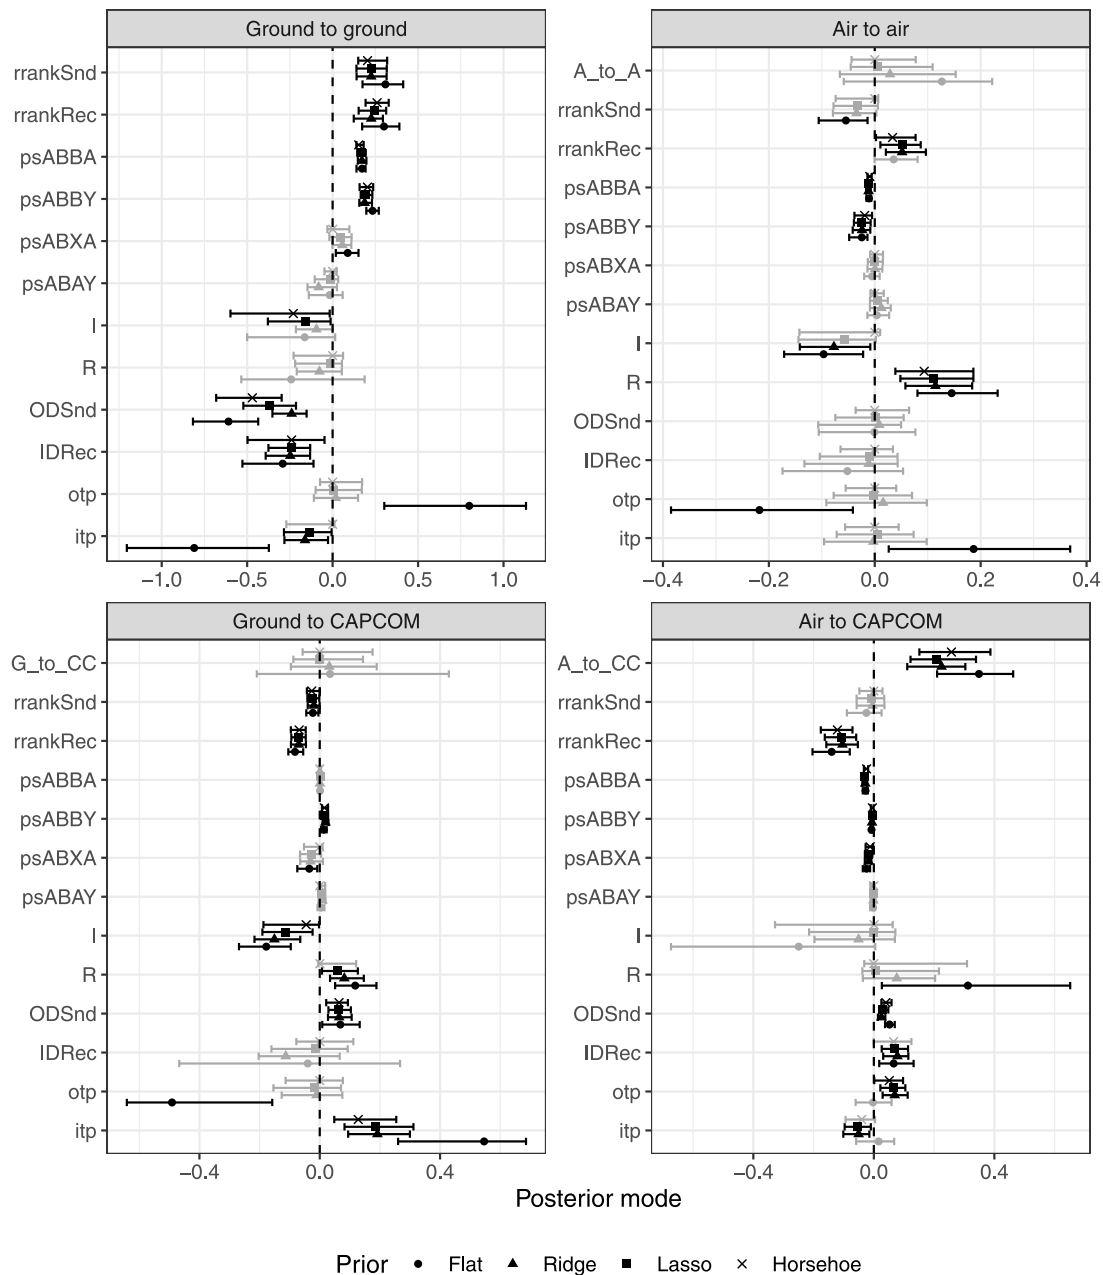 Ground to ground
rrankSnd
rrankRec
psABBA
psABBY
psABXA
psABAY
I
R
ODSnd
IDRec
otp
itp
−1.0 −0.5 0.0 0.5 1.0
Air to air
A_to_A
rrankSnd
rrankRec
psABBA
psABBY
psABXA
psABAY
I
R
ODSnd
IDRec
otp
itp
−0.4 −0.2 0.0 0.2 0.4
Ground to CAPCOM
G_to_CC
rrankSnd
rrankRec
psABBA
psABBY
psABXA
psABAY
I
R
ODSnd
IDRec
otp
itp
−0.4 0.0 0.4
Air to CAPCOM
A_to_CC
rrankSnd
rrankRec
psABBA
psABBY
psABXA
psABAY
I
R
ODSnd
IDRec
otp
itp
−0.4 0.0 0.4
Posterior mode
Prior Flat Ridge Lasso Horsehoe